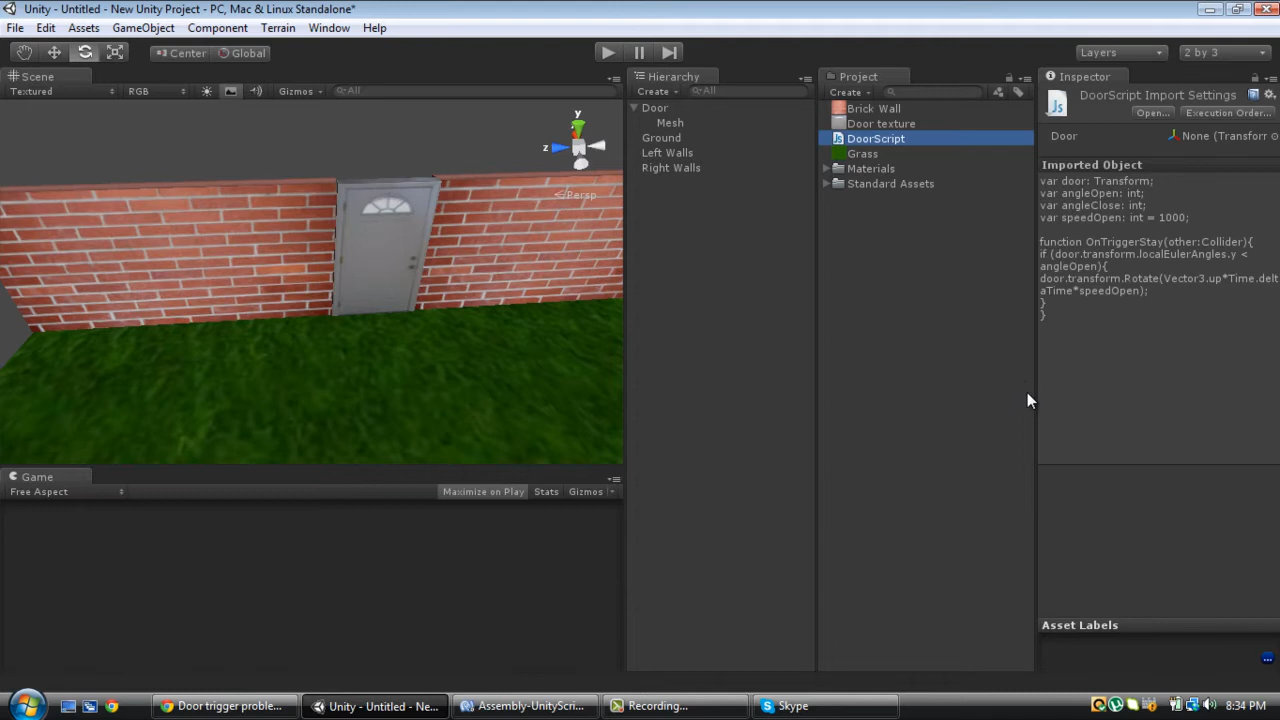 Unity - Untitled - New Unity Project - PC, Mac & Linux Standalone*
File Edit Assets GameObject Component Terrain Window Help
Center Global Layers 2 by 3
Scene Hierarchy Project Inspector
Textured RGB Gizmos All Create All Create
DoorScript Import Settings
Open... Execution Order...
Door None (Transform
Door
Mesh
Ground
Left Walls
Right Walls
Brick Wall
Door texture
DoorScript
Grass
Materials
Standard Assets
y
z
Persp
Js
Imported Object
var door: Transform;
var angleOpen: int;
var angleClose: int;
var speedOpen: int = 1000;
function OnTriggerStay(other:Collider){
if (door.transform.localEulerAngles.y <
angleOpen){
door.transform.Rotate(Vector3.up*Time.delt
aTime*speedOpen);
}
}
Game
Free Aspect Maximize on Play Stats Gizmos
Asset Labels
Door trigger proble... Unity - Untitled - Ne... Assembly-UnityScri... Recording... Skype 8:34 PM